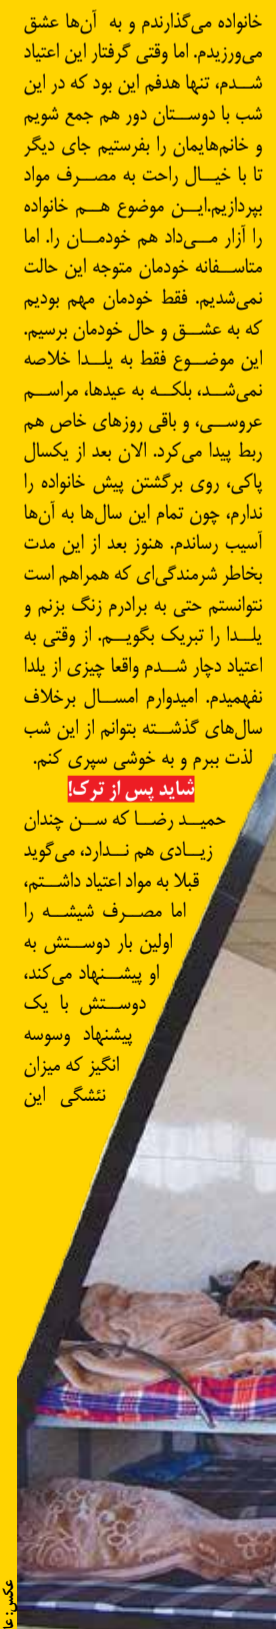 خانواده می‌گذارندم و به آن‌ها عشق
می‌ورزیدم. اما وقتی گرفتار این اعتیاد
شدم، تنها هدفم این بود که در این
شب با دوستان دور هم جمع شویم
و خانم‌هایمان را بفرستیم جای دیگر
تا با خیال راحت به مصرف مواد
بپردازیم.این موضوع هم خانواده
را آزار می‌داد هم خودمان را. اما
متاسفانه خودمان متوجه این حالت
نمی‌شدیم. فقط خودمان مهم بودیم
که به عشق و حال خودمان برسیم.
این موضوع فقط به یلدا خلاصه
نمی‌شد، بلکه به عیدها، مراسم
عروسی، و باقی روزهای خاص هم
ربط پیدا می‌کرد. الان بعد از یکسال
پاکی، روی برگشتن پیش خانواده را
ندارم، چون تمام این سال‌ها به آن‌ها
آسیب رساندم. هنوز بعد از این مدت
بخاطر شرمندگی‌ای که همراهم است
نتوانستم حتی به برادرم زنگ بزنم و
یلدا را تبریک بگویم. از وقتی به
اعتیاد دچار شدم واقعا چیزی از یلدا
نفهمیدم. امیدوارم امسال برخلاف
سال‌های گذشته بتوانم از این شب
لذت ببرم و به خوشی سپری کنم.
شاید پس از ترک!
حمید رضا که سن چندان
زیادی هم ندارد، می‌گوید
قبلا به مواد اعتیاد داشتم،
اما مصرف شیشه را
اولین بار دوستش به
او پیشنهاد می‌کند،
دوستش با یک
پیشنهاد وسوسه
انگیز که میزان
نئشگی این
عکس: عا